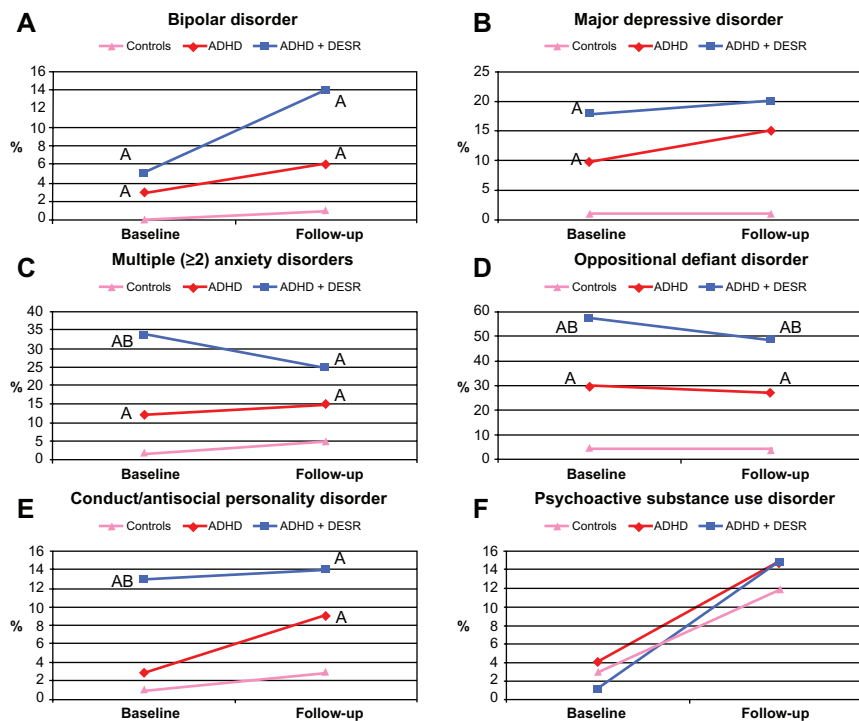 A
Bipolar disorder
Controls ADHD ADHD + DESR
16
14
12
10
8
6
4
2
0
%
A
A
A
A
Baseline Follow-up
B
Major depressive disorder
Controls ADHD ADHD + DESR
25
20
15
10
5
0
%
A
A
Baseline Follow-up
C
Multiple (≥2) anxiety disorders
Controls ADHD ADHD + DESR
40
35
30
25
20
15
10
5
0
%
AB
A
A
A
Baseline Follow-up
D
Oppositional defiant disorder
Controls ADHD ADHD + DESR
60
50
40
30
20
10
0
%
AB
AB
A
A
Baseline Follow-up
E
Conduct/antisocial personality disorder
Controls ADHD ADHD + DESR
16
14
12
10
8
6
4
2
0
%
AB
A
A
Baseline Follow-up
F
Psychoactive substance use disorder
Controls ADHD ADHD + DESR
16
14
12
10
8
6
4
2
0
%
Baseline Follow-up